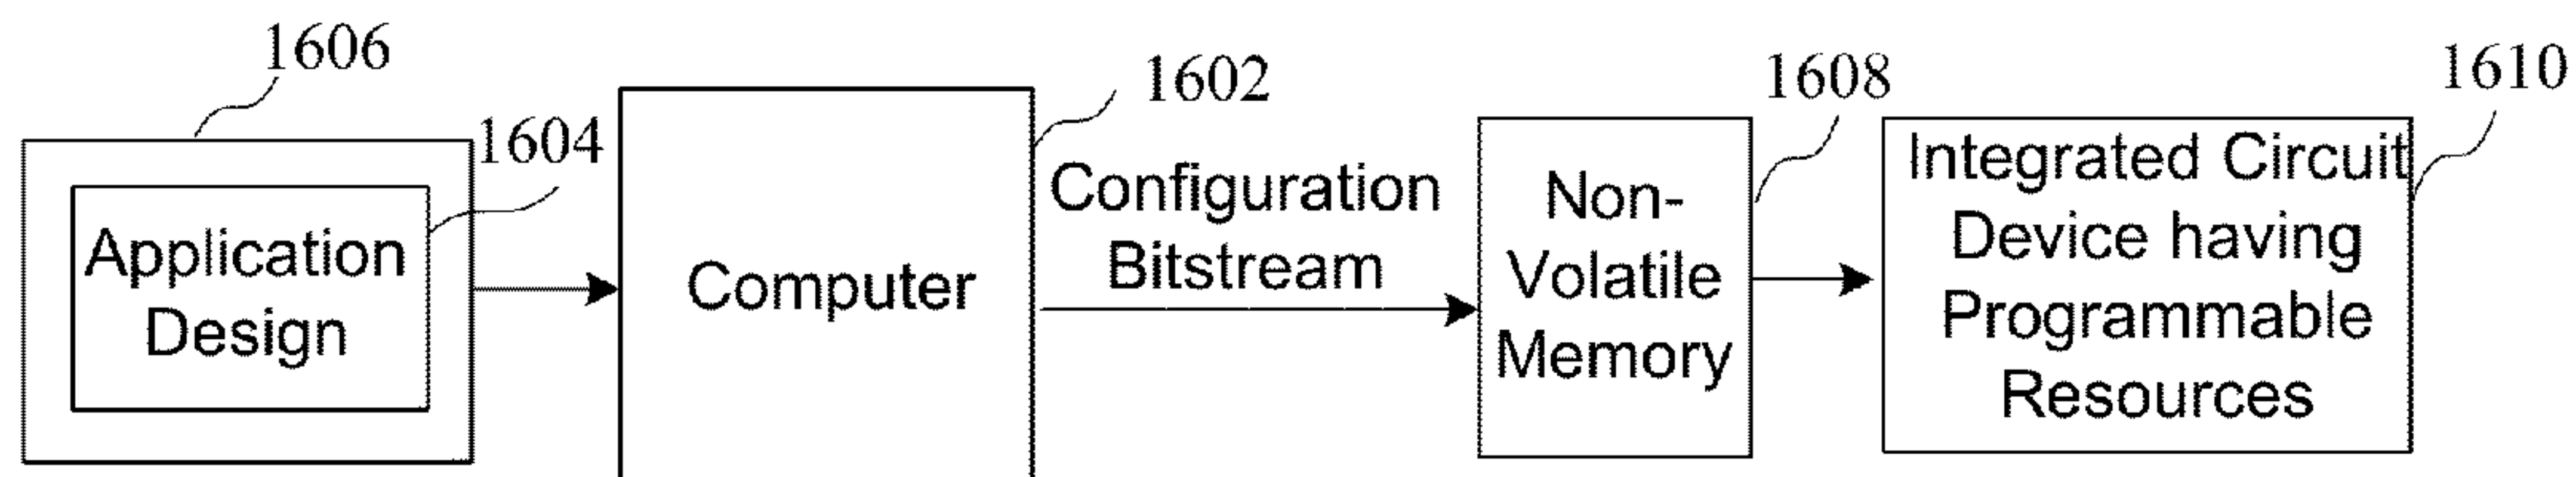 1606
1604
Application
Design
Computer
1602
Configuration
Bitstream
Non-
Volatile
Memory
1608
Integrated Circuit
Device having
Programmable
Resources
1610